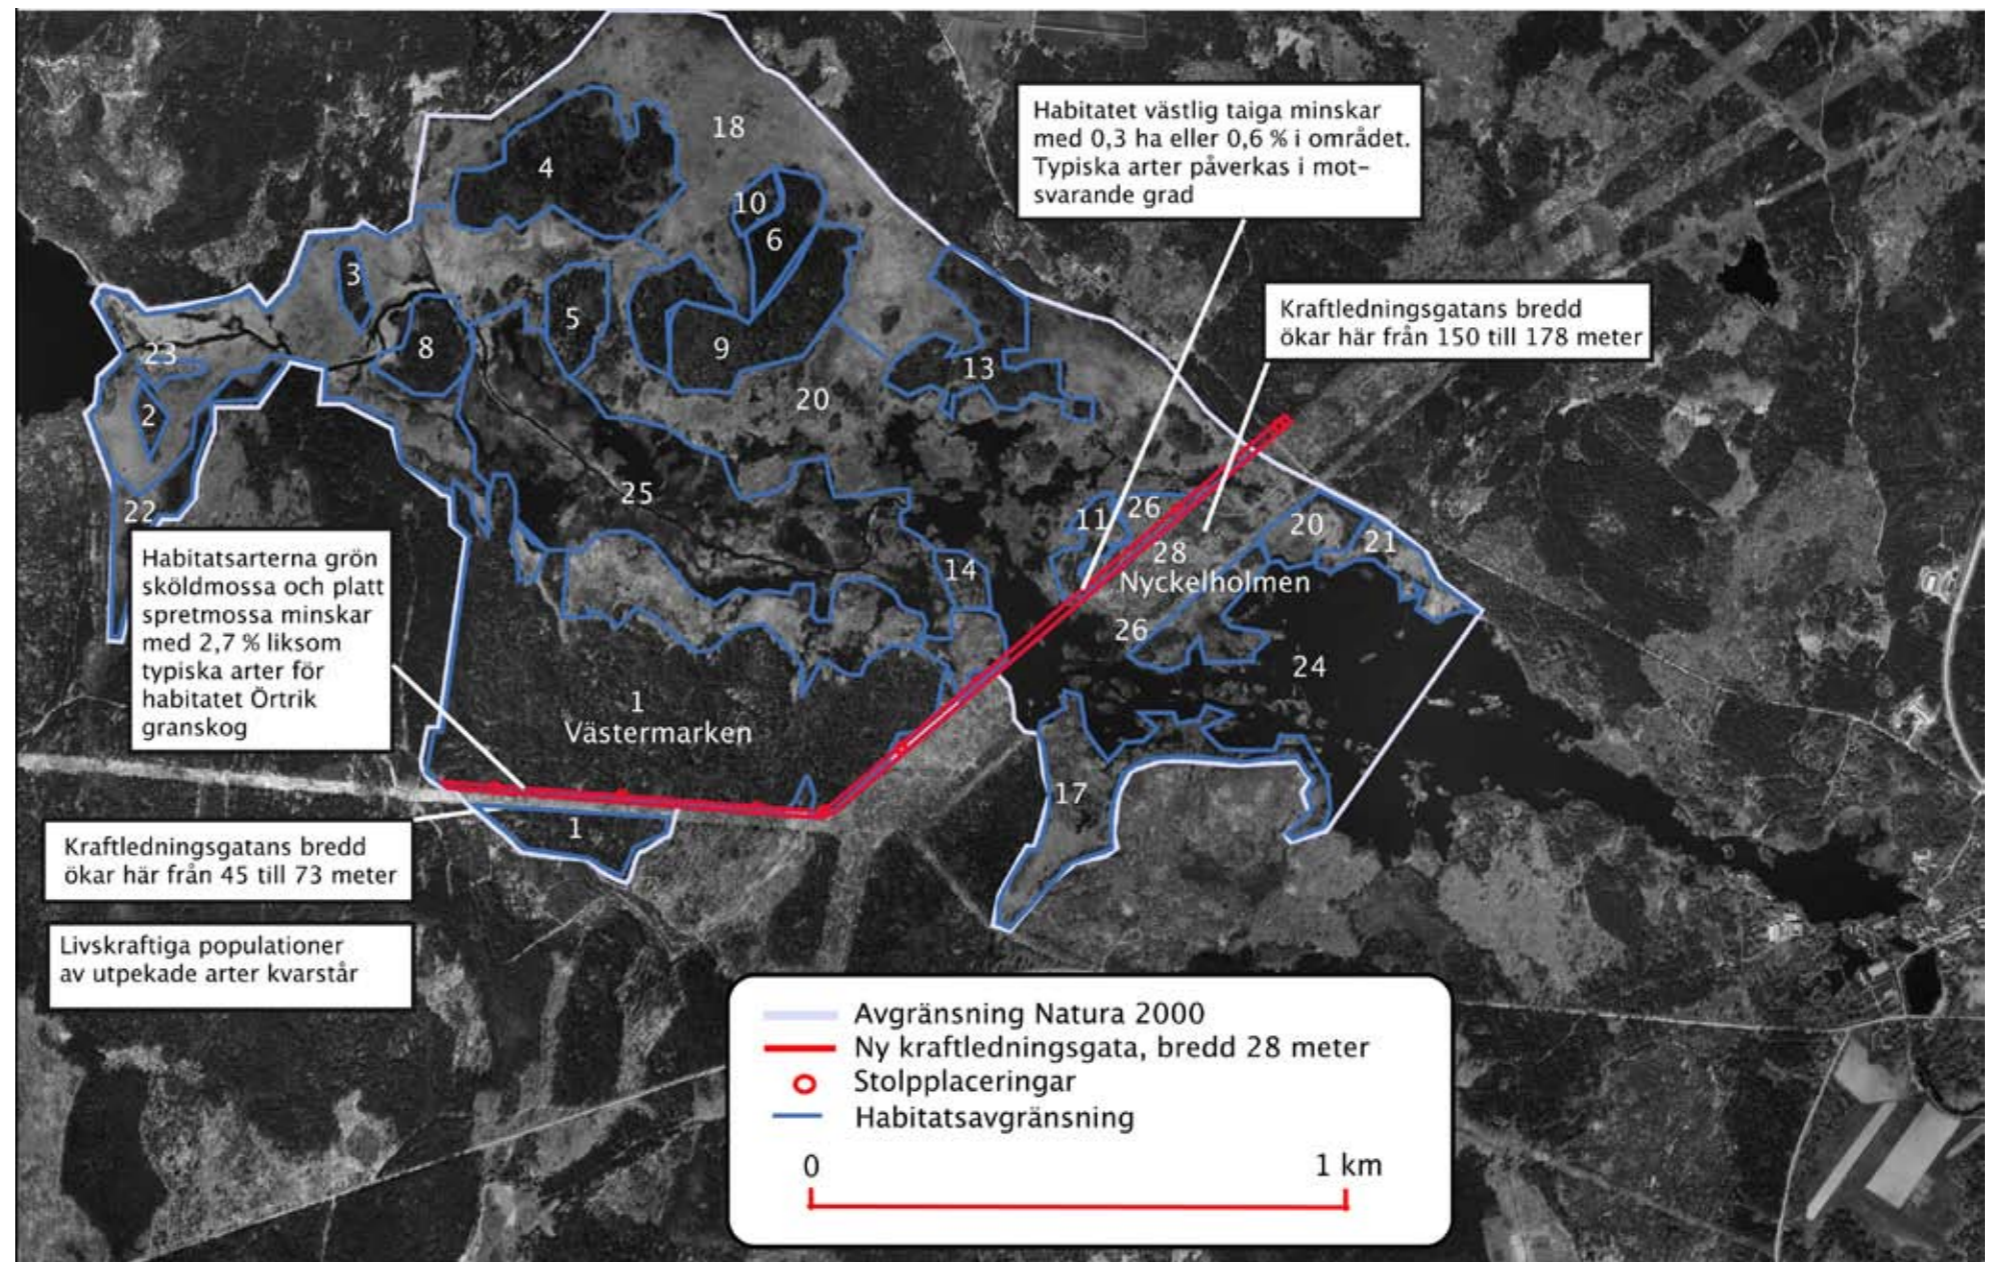 18
4
10
6
3
5
8
9
23
13
2
20
25
22
11
26
28
20
21
14
Nyckelholmen
26
24
1
Västermarken
17
1
Habitatet västlig taiga minskar
med 0,3 ha eller 0,6 % i området.
Typiska arter påverkas i mot-
svarande grad
Kraftledningsgatans bredd
ökar här från 150 till 178 meter
Habitatsarterna grön
sköldmossa och platt
spretmossa minskar
med 2,7 % liksom
typiska arter för
habitatet Örtrik
granskog
Kraftledningsgatans bredd
ökar här från 45 till 73 meter
Livskraftiga populationer
av utpekade arter kvarstår
Avgränsning Natura 2000
Ny kraftledningsgata, bredd 28 meter
Stolpplaceringar
Habitatsavgränsning
0 1 km